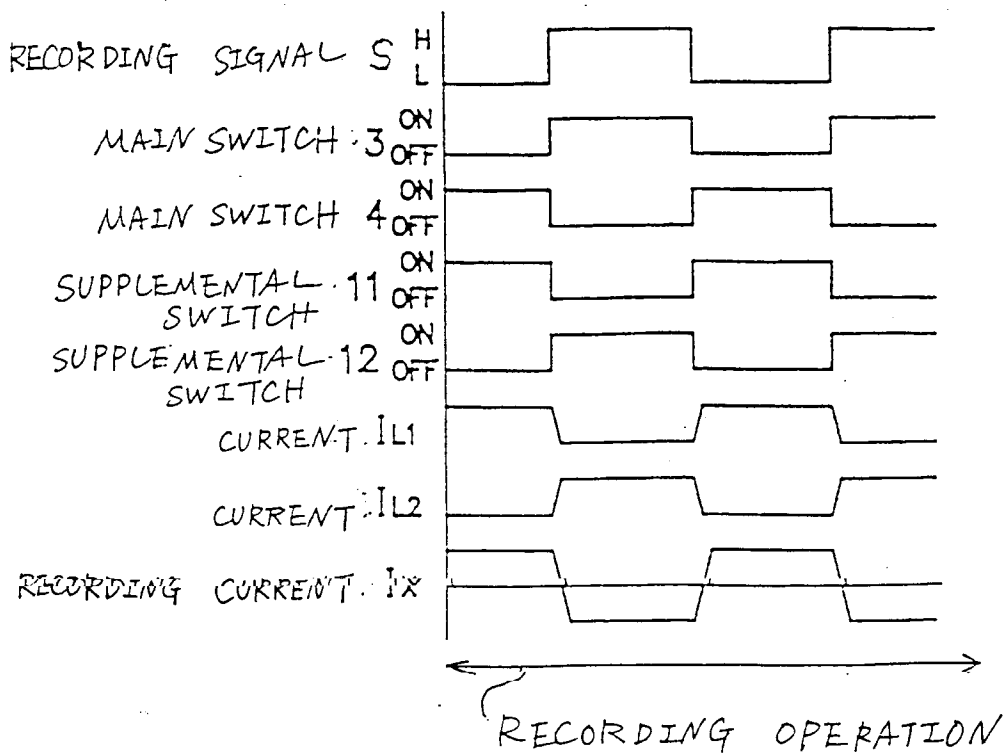 RECORDING SIGNAL S H
L
MAIN SWITCH 3 ON
OFF
MAIN SWITCH 4 ON
OFF
SUPPLEMENTAL 11 ON
SWITCH OFF
SUPPLEMENTAL 12 ON
SWITCH OFF
CURRENT IL1
CURRENT IL2
RECORDING CURRENT IX
RECORDING OPERATION